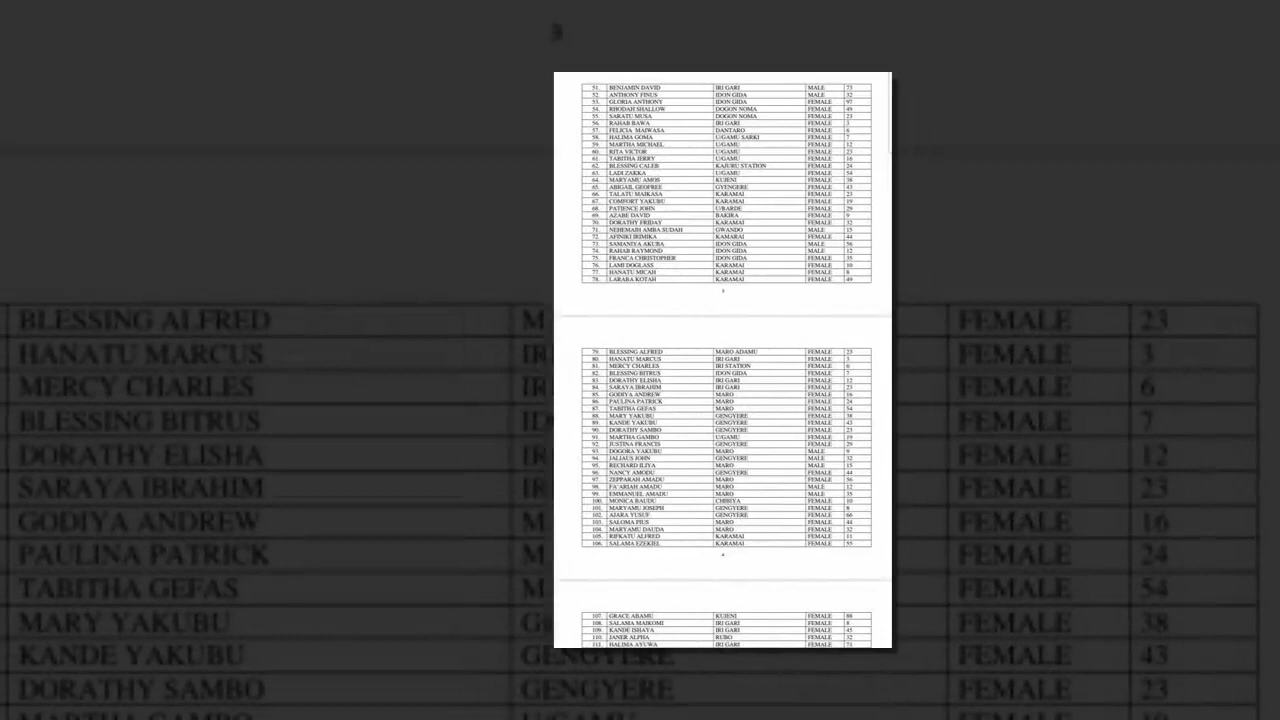 3
51. BENJAMIN DAVID IRI GARI MALE 73
52. ANTHONY FINUS IDON GIDA MALE 32
53. GLORIA ANTHONY IDON GIDA FEMALE 97
54. RHODAH SHALLOW DOGON NOMA FEMALE 49
55. SARATU MUSA DOGON NOMA FEMALE 23
56. RAHAB BAWA IRI GARI FEMALE 3
57. FELICIA MAIWASA DANTARO FEMALE 6
58. HALIMA GOMA U/GAMU SARKI FEMALE 7
59. MARTHA MICHAEL U/GAMU FEMALE 12
60. RITA VICTOR U/GAMU FEMALE 23
61. TABITHA JERRY U/GAMU FEMALE 16
62. BLESSING CALEB KAJURU STATION FEMALE 24
63. LADI ZAKKA U/GAMU FEMALE 54
64. MARYAMU AMOS KUJENI FEMALE 38
65. ABIGAIL GEOFREE GYENGERE FEMALE 43
66. TALATU MAIKASA KARAMAI FEMALE 23
67. COMFORT YAKUBU KARAMAI FEMALE 19
68. PATIENCE JOHN U/BARDE FEMALE 29
69. AZABE DAVID BAKIRA FEMALE 9
70. DORATHY FRIDAY KARAMAI FEMALE 32
71. NEHEMAIH AMBA SUDAH GWANDO MALE 15
72. AFINIKI IRIMIKA KAMARAI FEMALE 44
73. SAMANIYA AKUBA IDON GIDA MALE 56
74. RAHAB RAYMOND IDON GIDA MALE 12
75. FRANCA CHRISTOPHER IDON GIDA FEMALE 35
76. LAMI DOGLASS KARAMAI FEMALE 10
77. HANATU MICAH KARAMAI FEMALE 8
78. LARABA KOTAH KARAMAI FEMALE 49
3
79. BLESSING ALFRED MARO ADAMU FEMALE 23
80. HANATU MARCUS IRI GARI FEMALE 3
81. MERCY CHARLES IRI STATION FEMALE 6
82. BLESSING BITRUS IDON GIDA FEMALE 7
83. DORATHY ELISHA IRI GARI FEMALE 12
84. SARAYA IBRAHIM IRI GARI FEMALE 23
85. GODIYA ANDREW MARO FEMALE 16
86. PAULINA PATRICK MARO FEMALE 24
87. TABITHA GEFAS MARO FEMALE 54
88. MARY YAKUBU GENGYERE FEMALE 38
89. KANDE YAKUBU GENGYERE FEMALE 43
90. DORATHY SAMBO GENGYERE FEMALE 23
91. MARTHA GAMBO U/GAMU FEMALE 19
92. JUSTINA FRANCIS GENGYERE FEMALE 29
93. DOGORA YAKUBU MARO MALE 9
94. JALIAUS JOHN GENGYERE MALE 32
95. RECHARD ILIYA MARO MALE 15
96. NANCY AMODU GENGYERE FEMALE 44
97. ZEPPARAH AMADU MARO FEMALE 56
98. FA'ARIAH AMADU MARO MALE 12
99. EMMANUEL AMADU MARO MALE 35
100. MONICA BAUDU CHIBIYA FEMALE 10
101. MARYAMU JOSEPH GENGYERE FEMALE 8
102. AJARA YUSUF GENGYERE FEMALE 66
103. SALOMA PIUS MARO FEMALE 44
104. MARYAMU DAUDA MARO FEMALE 32
105. RIFKATU ALFRED KARAMAI FEMALE 11
106. SALAMA EZEKIEL KARAMAI FEMALE 55
4
107. GRACE ABAMU KUJENI FEMALE 88
108. SALAMA MAIKOMI IRI GARI FEMALE 8
109. KANDE ISHAYA IRI GARI FEMALE 45
110. JANER ALPHA RUBO FEMALE 32
111. HALIMA AYUWA IRI GARI FEMALE 71
BLESSING ALFRED M FEMALE 23
HANATU MARCUS IR FEMALE 3
MERCY CHARLES IR FEMALE 6
BLESSING BITRUS ID FEMALE 7
FEMALE
FEMALE
FEMALE
PAULINA PATRICK M FEMALE 24
TABITHA GEFAS M FEMALE 54
MARY YAKUBU FEMALE
KANDE YAKUBU GENGYERE FEMALE 43
DORATHY SAMBO GENGYERE FEMALE 23